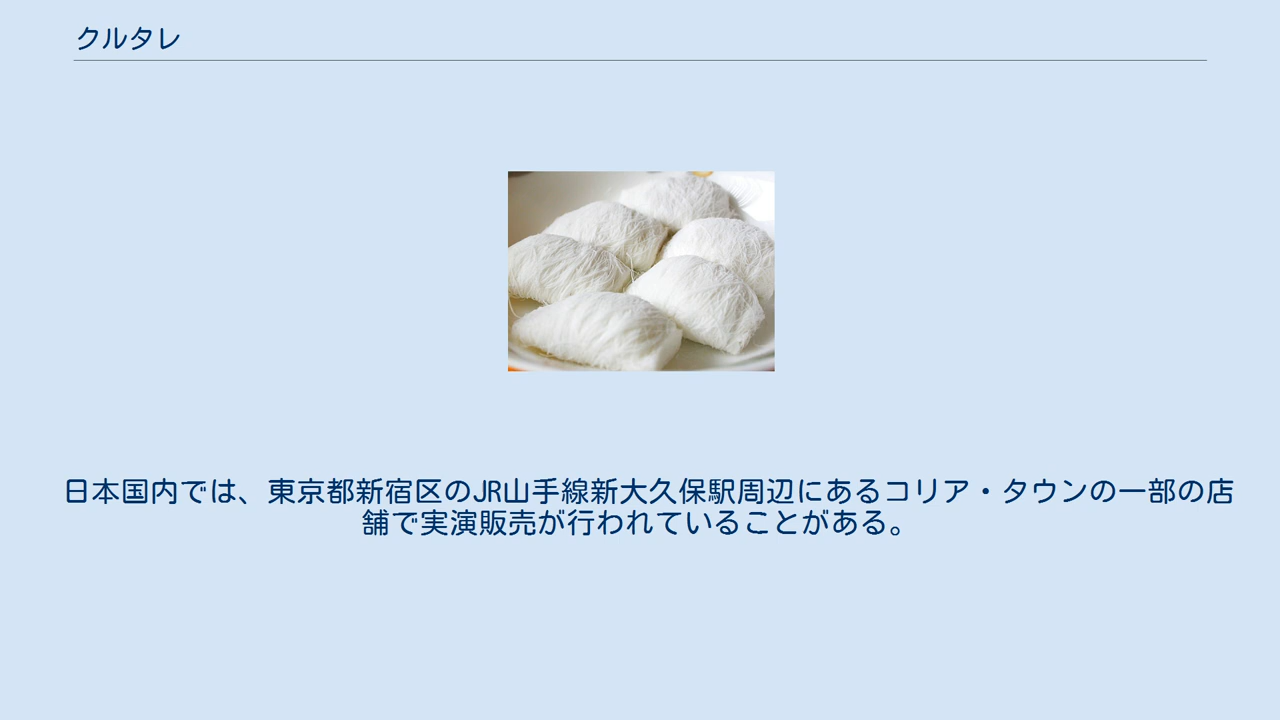 クルタレ
日本国内では、東京都新宿区のJR山手線新大久保駅周辺にあるコリア・タウンの一部の店
舗で実演販売が行われていることがある。